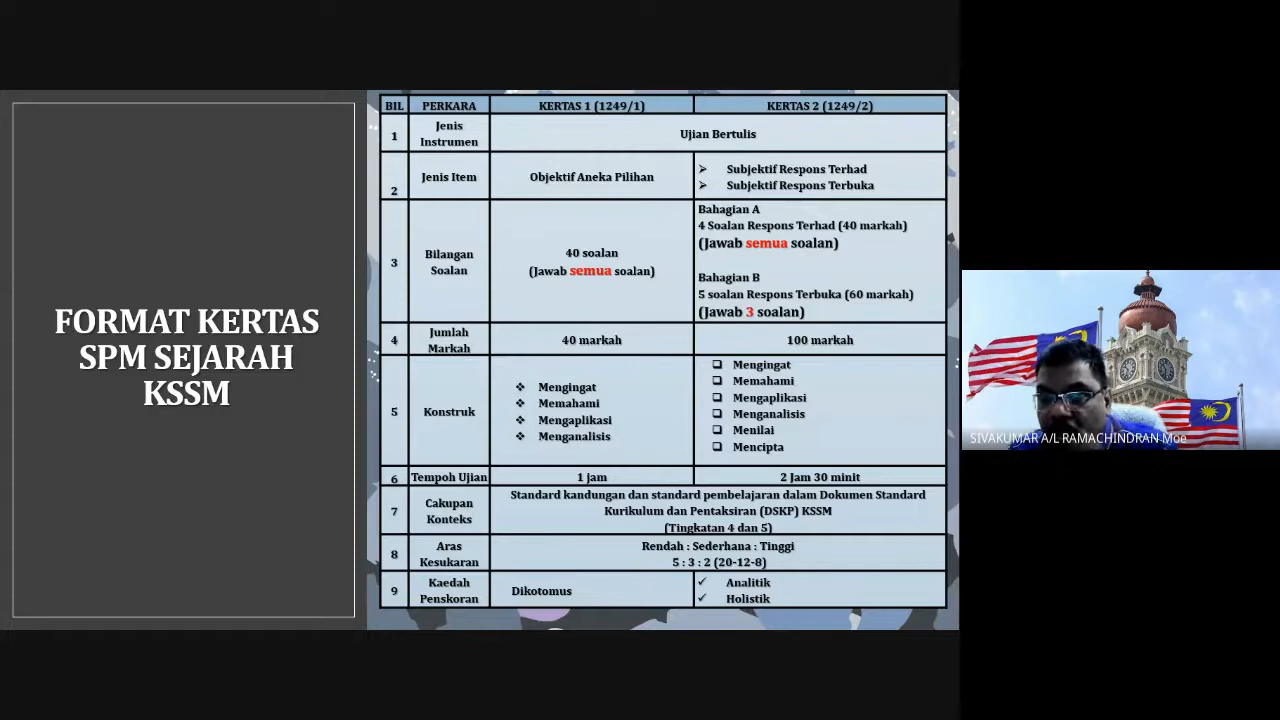 FORMAT KERTAS
SPM SEJARAH
KSSM
BIL PERKARA KERTAS 1 (1249/1) KERTAS 2 (1249/2)
1 Jenis
Instrumen Ujian Bertulis
2 Jenis Item Objektif Aneka Pilihan
➢ Subjektif Respons Terhad
➢ Subjektif Respons Terbuka
3 Bilangan
Soalan
40 soalan
(Jawab semua soalan)
Bahagian A
4 Soalan Respons Terhad (40 markah)
(Jawab semua soalan)
Bahagian B
5 soalan Respons Terbuka (60 markah)
(Jawab 3 soalan)
4 Jumlah
Markah 40 markah 100 markah
5 Konstruk
❖ Mengingat
❖ Memahami
❖ Mengaplikasi
❖ Menganalisis
❑ Mengingat
❑ Memahami
❑ Mengaplikasi
❑ Menganalisis
❑ Menilai
❑ Mencipta
6 Tempoh Ujian 1 jam 2 Jam 30 minit
7 Cakupan
Konteks
Standard kandungan dan standard pembelajaran dalam Dokumen Standard
Kurikulum dan Pentaksiran (DSKP) KSSM
(Tingkatan 4 dan 5)
8 Aras
Kesukaran
Rendah : Sederhana : Tinggi
5 : 3 : 2 (20-12-8)
9 Kaedah
Penskoran
Dikotomus
✓ Analitik
✓ Holistik
SIVAKUMAR A/L RAMACHINDRAN Moe